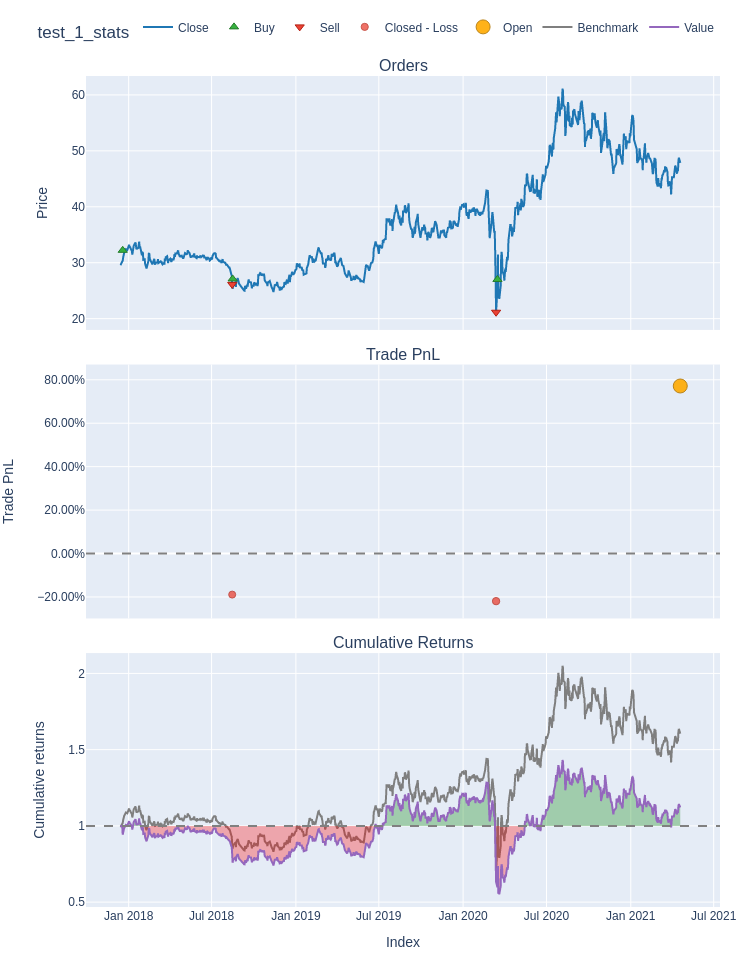 test_1_stats
Close Buy Sell Closed - Loss Open Benchmark Value
Orders
60
50
40
30
20
Price
Trade PnL
80.00%
60.00%
40.00%
20.00%
0.00%
−20.00%
Trade PnL
Cumulative Returns
2
1.5
1
0.5
Cumulative returns
Jan 2018 Jul 2018 Jan 2019 Jul 2019 Jan 2020 Jul 2020 Jan 2021 Jul 2021
Index